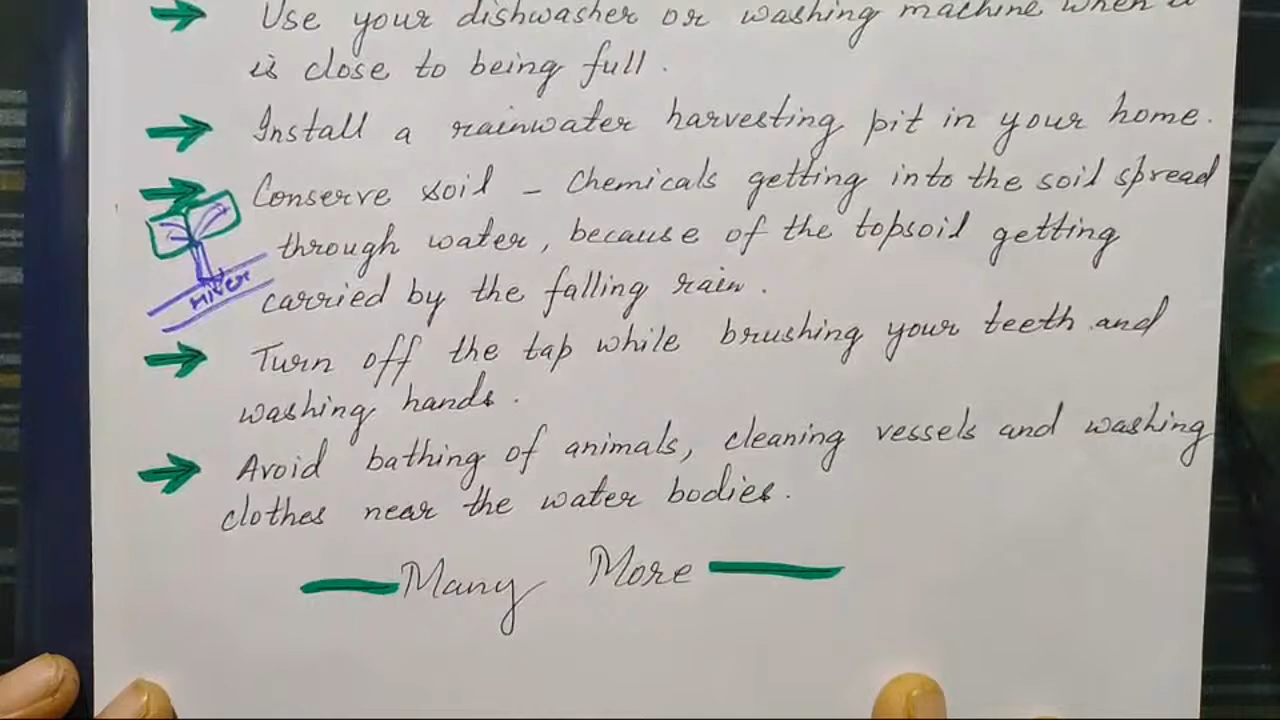 → Use your dishwasher or washing machine when
is close to being full.
→ Install a rainwater harvesting pit in your home.
→ Conserve soil - Chemicals getting into the soil spread
through water, because of the topsoil getting
carried by the falling rain.
→ Turn off the tap while brushing your teeth and
washing hands.
→ Avoid bathing of animals, cleaning vessels and washing
clothes near the water bodies.
Many More